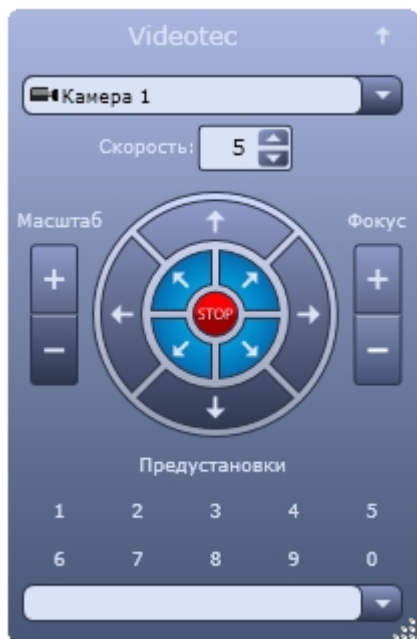 Videotec
Камера 1
Скорость: 5
Масштаб Фокус
+ +
STOP
– –
Предустановки
1 2 3 4 5
6 7 8 9 0